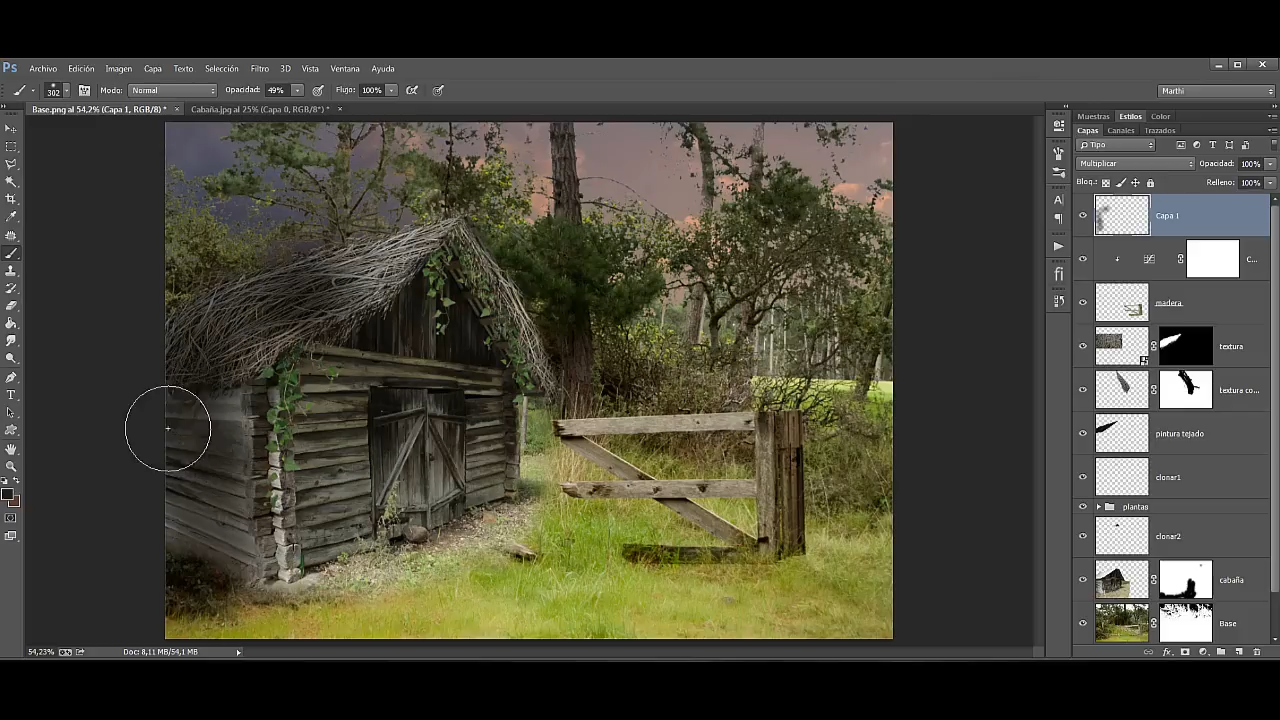 Ps Archivo Edición Imagen Capa Texto Selección Filtro 3D Vista Ventana Ayuda
302 Modo: Normal Opacidad: 49% Flujo: 100% Marthi
Base.png al 54,2% (Capa 1, RGB/8) * × Cabaña.jpg al 25% (Capa 0, RGB/8*) * ×
Muestras Estilos Color
Capas Canales Trazados
Tipo
Multiplicar Opacidad: 100%
Bloq.: Relleno: 100%
Capa 1
C...
madera
textura
textura co...
pintura tejado
clonar1
plantas
clonar2
cabaña
Base
54,23% Doc: 8,11 MB/54,1 MB